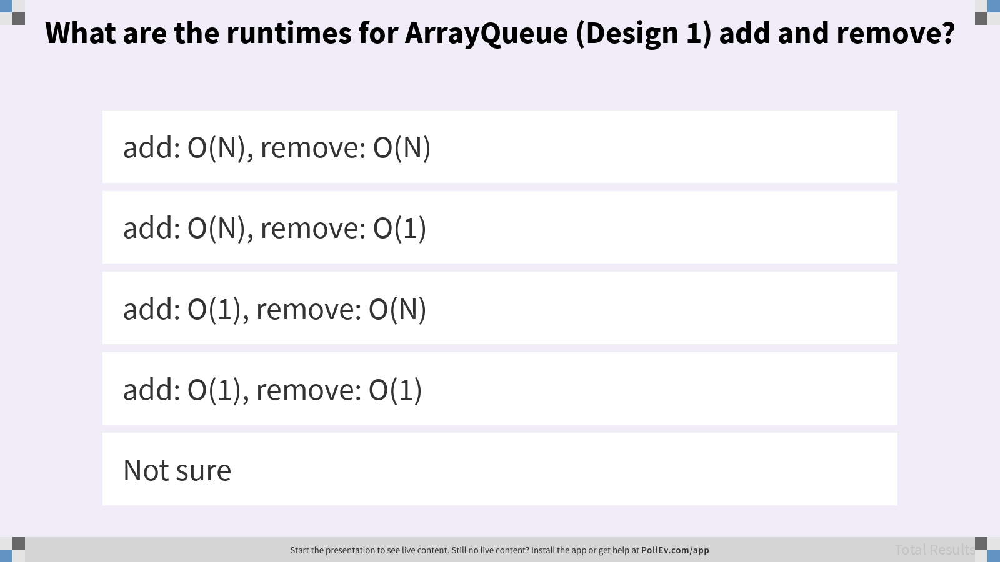 What are the runtimes for ArrayQueue (Design 1) add and remove?
add: O(N), remove: O(N)
add: O(N), remove: O(1)
add: O(1), remove: O(N)
add: O(1), remove: O(1)
Not sure
Start the presentation to see live content. Still no live content? Install the app or get help at PollEv.com/app
Total Results